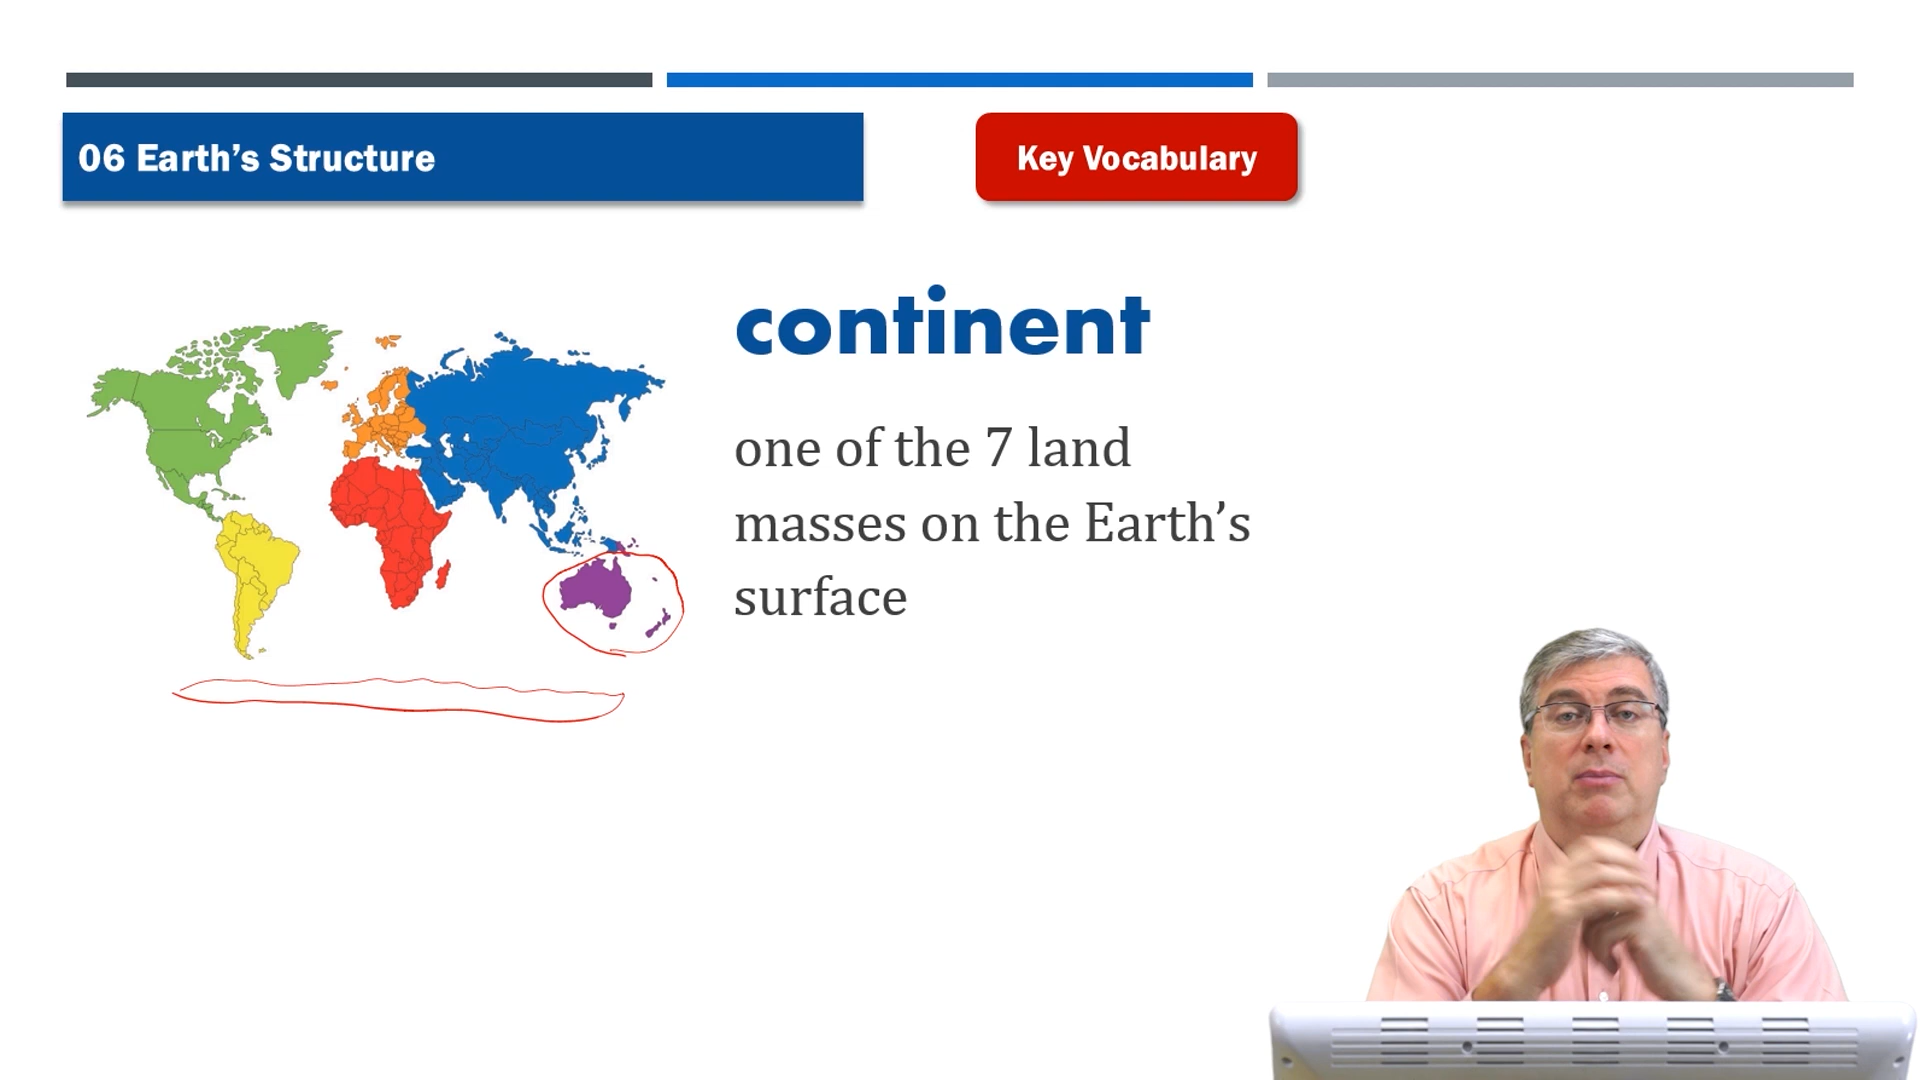 06 Earth’s Structure
Key Vocabulary
continent
one of the 7 land
masses on the Earth’s
surface